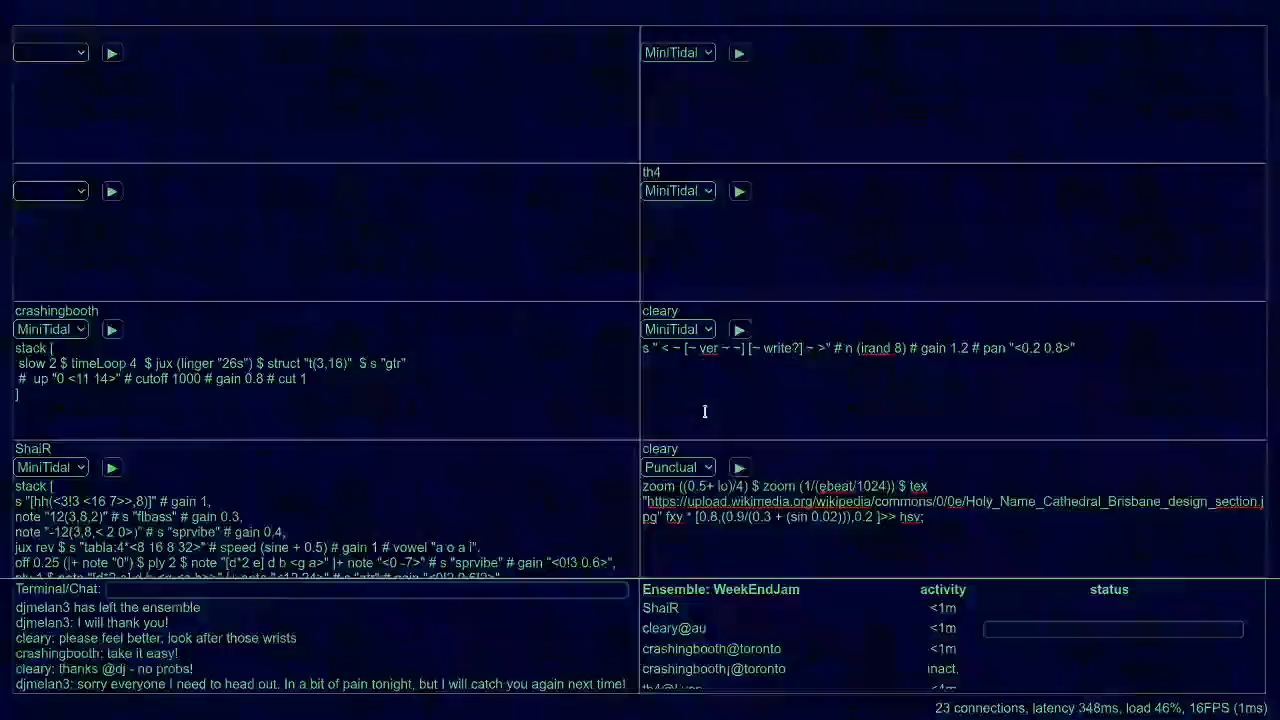 MiniTidal
th4
MiniTidal
crashingbooth
MiniTidal
stack [
slow 2 $ timeLoop 4  $ jux (linger "26s") $ struct "t(3,16)"  $ s "gtr"
#  up "0 <11 14>" # cutoff 1000 # gain 0.8 # cut 1
]
cleary
MiniTidal
s " < ~ [~ ver ~ ~] [~ write?] ~ >" # n (irand 8) # gain 1.2 # pan "<0.2 0.8>"
ShaiR
MiniTidal
stack [
s "[hh(<3!3 <16 7>>,8)]" # gain 1,
note "12(3,8,2)" # s "flbass" # gain 0.3,
note "-12(3,8,< 2 0>)" # s "sprvibe" # gain 0.4,
jux rev $ s "tabla:4*<8 16 8 32>" # speed (sine + 0.5) # gain 1 # vowel "a o a i",
off 0.25 (|+ note "0") $ ply 2 $ note "[d*2 e] d b <g a>" |+ note "<0 -7>" # s "sprvibe" # gain "<0!3 0.6>",
cleary
Punctual
zoom ((0.5+ lo)/4) $ zoom (1/(ebeat/1024)) $ tex
"https://upload.wikimedia.org/wikipedia/commons/0/0e/Holy_Name_Cathedral_Brisbane_design_section.j
pg" fxy * [0.8,(0.9/(0.3 + (sin 0.02))),0.2 ]>> hsv;
Terminal/Chat:
djmelan3 has left the ensemble
djmelan3: I will thank you!
cleary: please feel better, look after those wrists
crashingbooth: take it easy!
cleary: thanks @dj - no probs!
djmelan3: sorry everyone I need to head out. In a bit of pain tonight, but I will catch you again next time!
Ensemble: WeekEndJam activity status
ShaiR <1m
cleary@au <1m
crashingbooth@toronto <1m
crashingbooth¡@toronto inact.
23 connections, latency 348ms, load 46%, 16FPS (1ms)